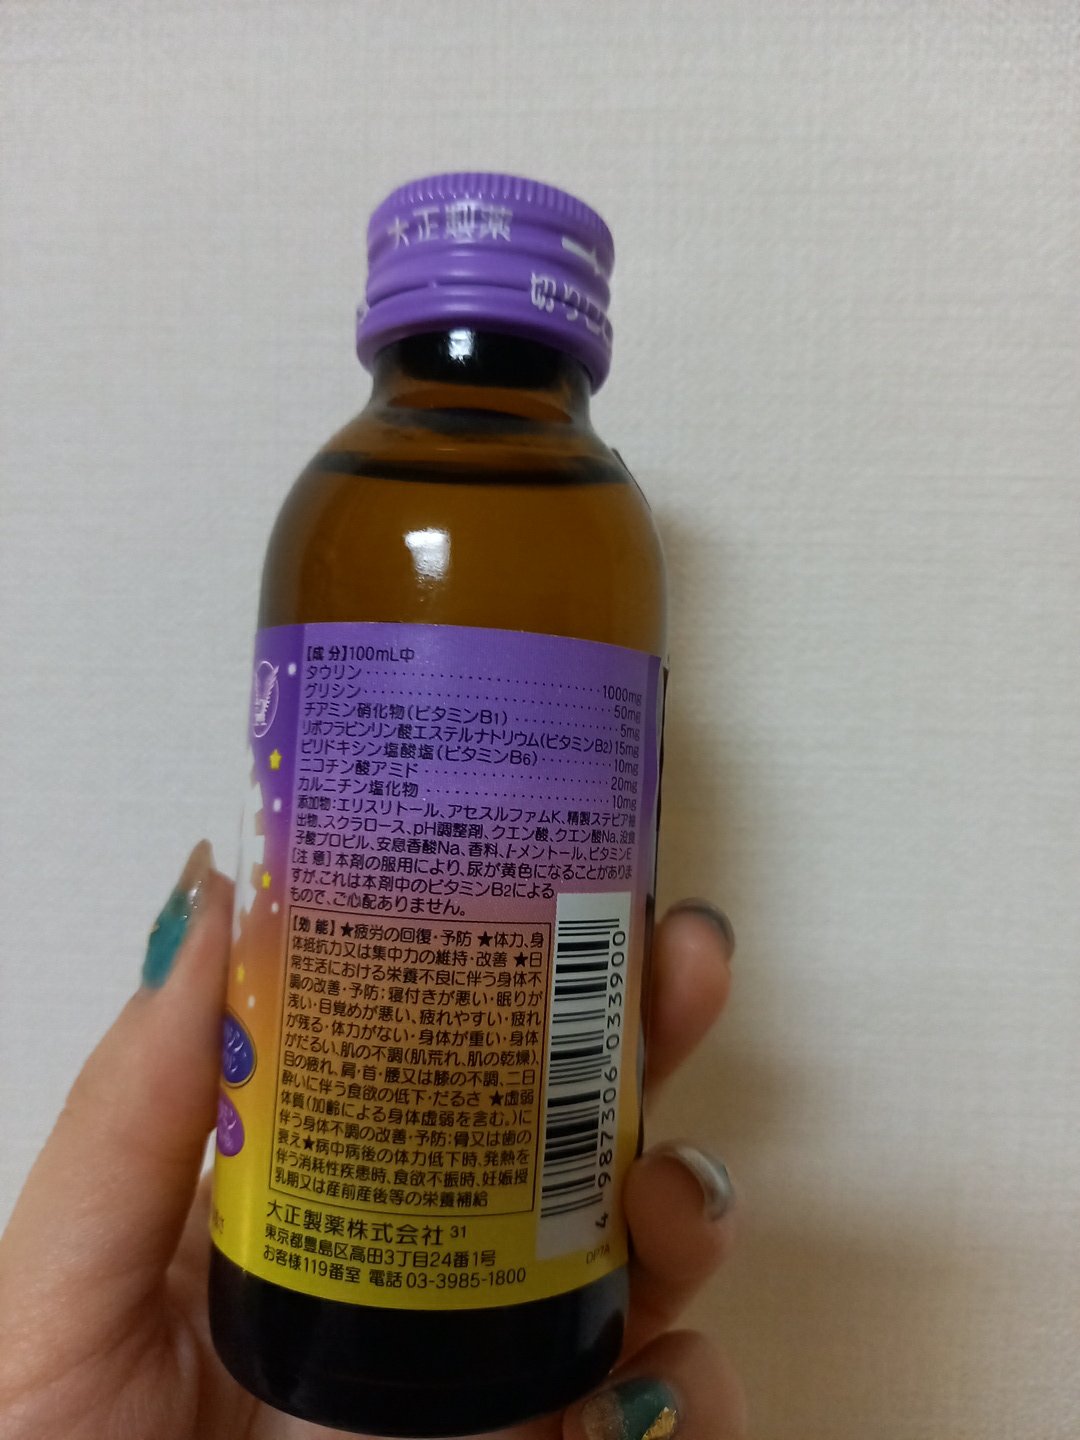 大正製薬
切り口
【成分】100mL中
タウリン‥‥‥‥‥‥‥‥‥‥‥‥1000mg
グリシン‥‥‥‥‥‥‥‥‥‥‥‥50mg
チアミン硝化物(ビタミンB1)‥‥‥‥5mg
リボフラビンリン酸エステルナトリウム(ビタミンB2)15mg
ピリドキシン塩酸塩(ビタミンB6)‥‥‥10mg
ニコチン酸アミド‥‥‥‥‥‥‥‥‥20mg
カルニチン塩化物‥‥‥‥‥‥‥‥‥10mg
添加物:エリスリトール、アセスルファムK、精製ステビア抽
出物、スクラロース、pH調整剤、クエン酸、クエン酸Na、没食
子酸プロピル、安息香酸Na、香料、l-メントール、ビタミンE
[注意]本剤の服用により、尿が黄色になることがありま
すが、これは本剤中のビタミンB2による
もので、ご心配ありません。
【効能】★疲労の回復・予防 ★体力、身
体抵抗力又は集中力の維持・改善 ★日
常生活における栄養不良に伴う身体不
調の改善・予防:寝付きが悪い・眠りが
浅い・目覚めが悪い、疲れやすい・疲れ
が残る・体力がない・身体が重い・身体
がだるい、肌の不調(肌荒れ、肌の乾燥)、
目の疲れ、肩・首・腰又は膝の不調、二日
酔いに伴う食欲の低下・だるさ ★虚弱
体質(加齢による身体虚弱を含む。)に
伴う身体不調の改善・予防:骨又は歯の
衰え★病中病後の体力低下時、発熱を
伴う消耗性疾患時、食欲不振時、妊娠授
乳期又は産前産後等の栄養補給
4 987306 033900
大正製薬株式会社 31
東京都豊島区高田3丁目24番1号
お客様119番室 電話 03-3985-1800
DP7A